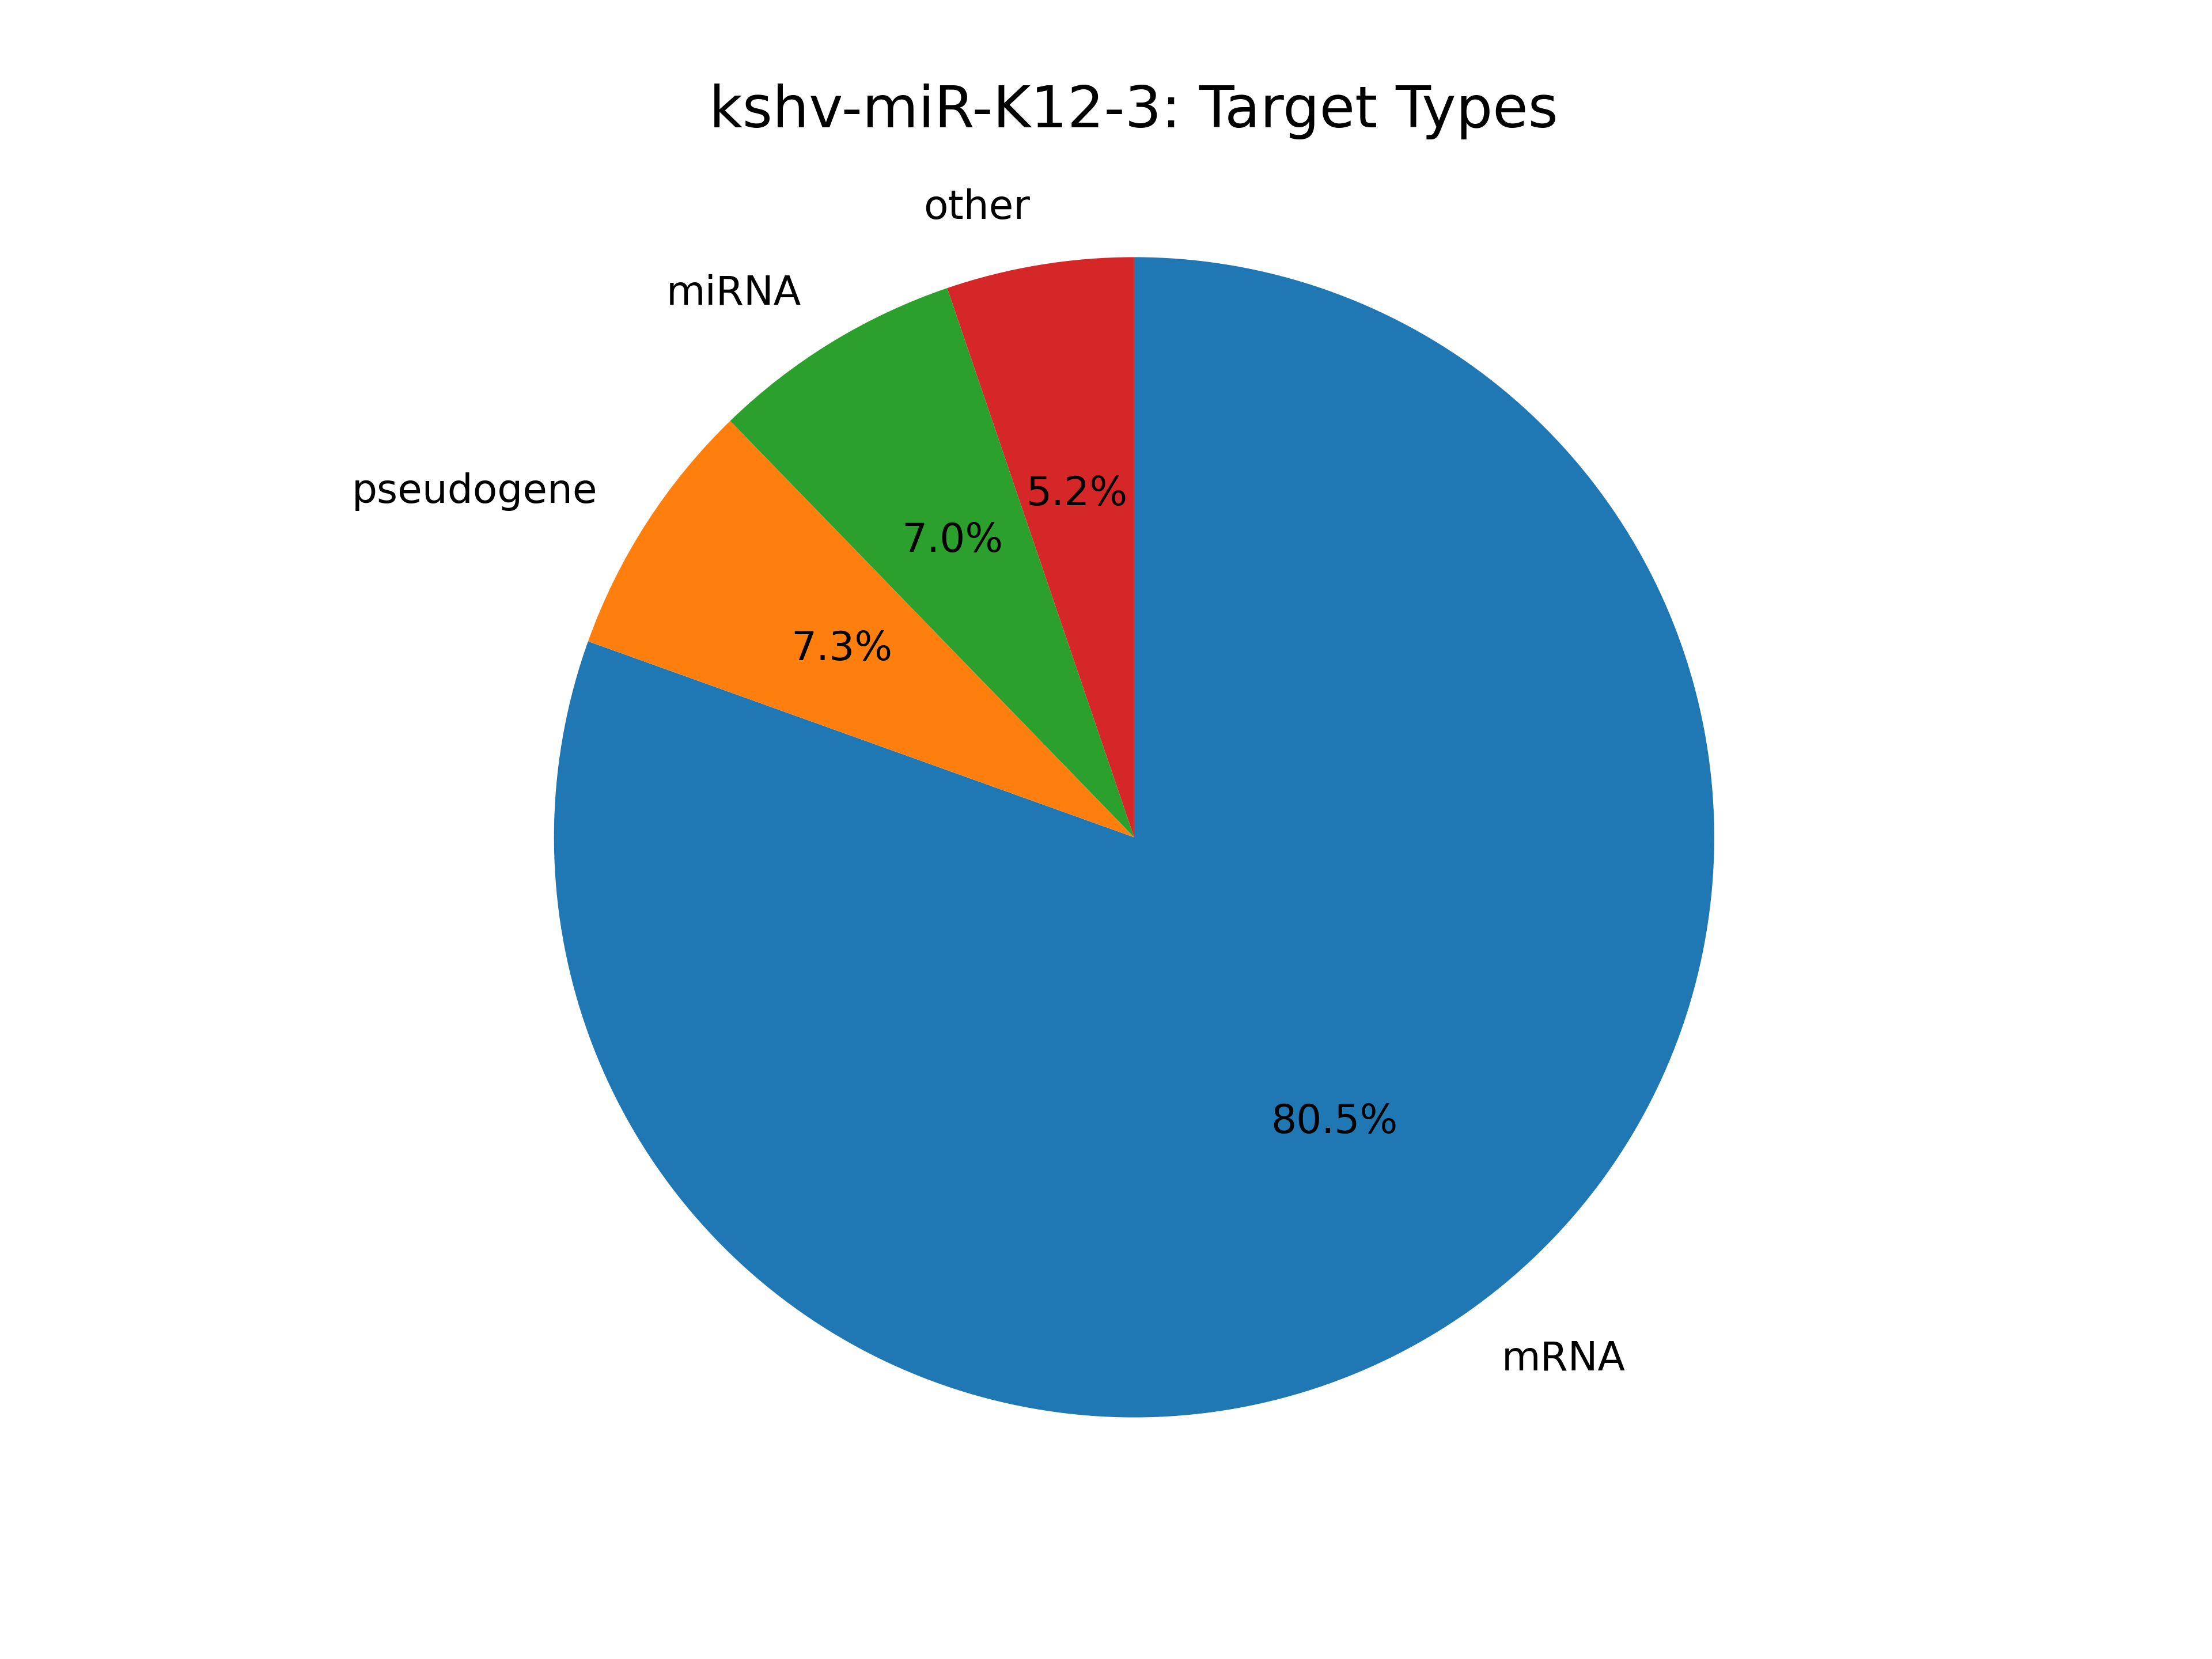 kshv-miR-K12-3: Target Types
other
miRNA
pseudogene
5.2%
7.0%
7.3%
80.5%
mRNA